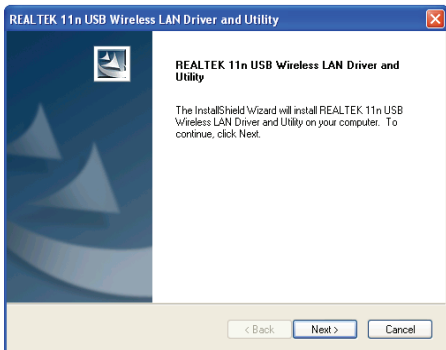 REALTEK 11n USB Wireless LAN Driver and Utility
REALTEK 11n USB Wireless LAN Driver and
Utility
The InstallShield Wizard will install REALTEK 11n USB
Wireless LAN Driver and Utility on your computer. To
continue, click Next.
< Back Next > Cancel